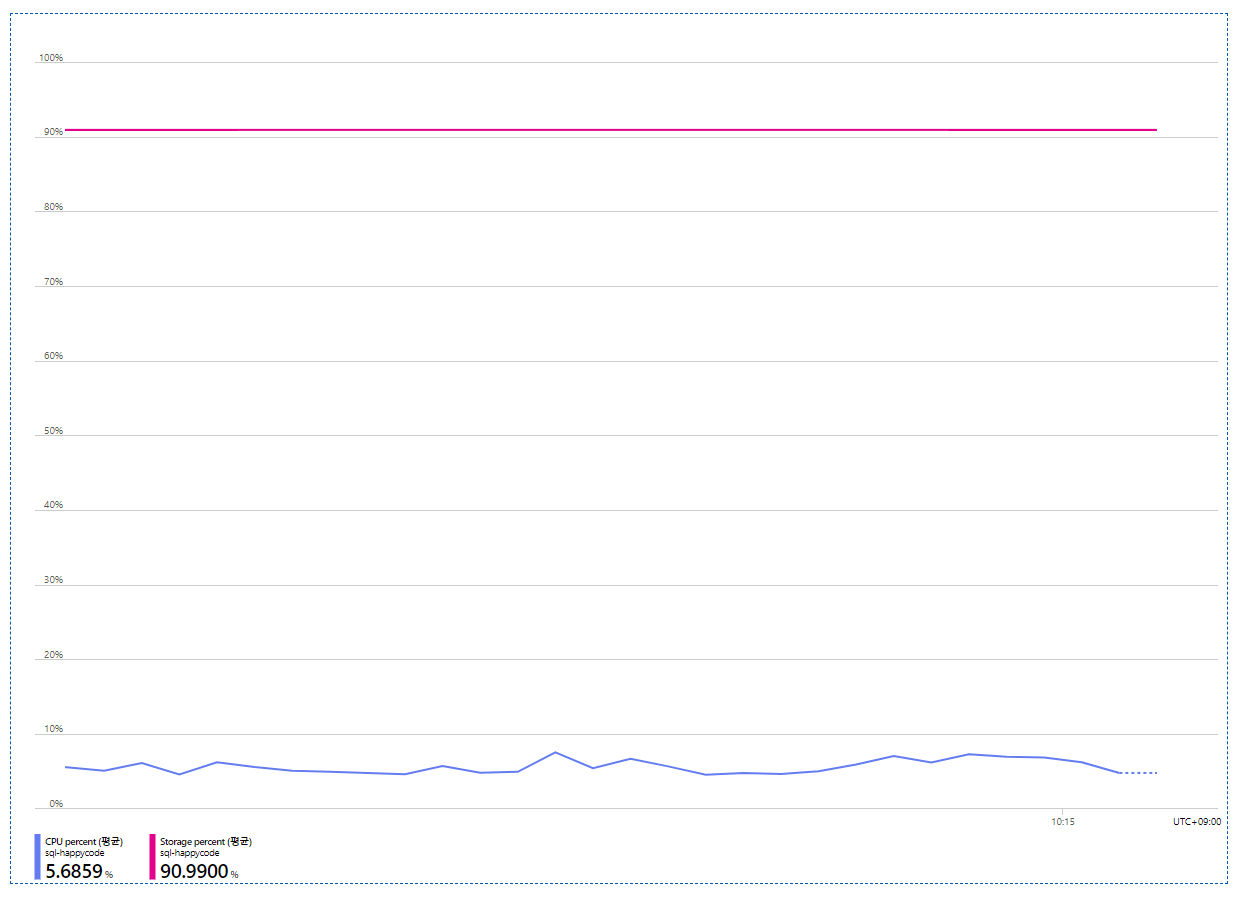 100%
90%
80%
70%
60%
50%
40%
30%
20%
10%
0%
10:15
UTC+09:00
CPU percent (평균)
sql-happycode
5.6859 %
Storage percent (평균)
sql-happycode
90.9900 %